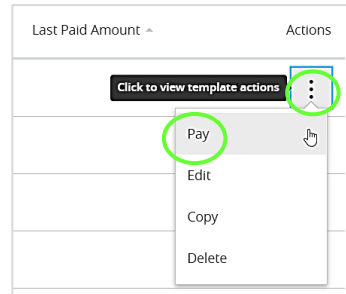 Last Paid Amount Actions
Click to view template actions
Pay
Edit
Copy
Delete